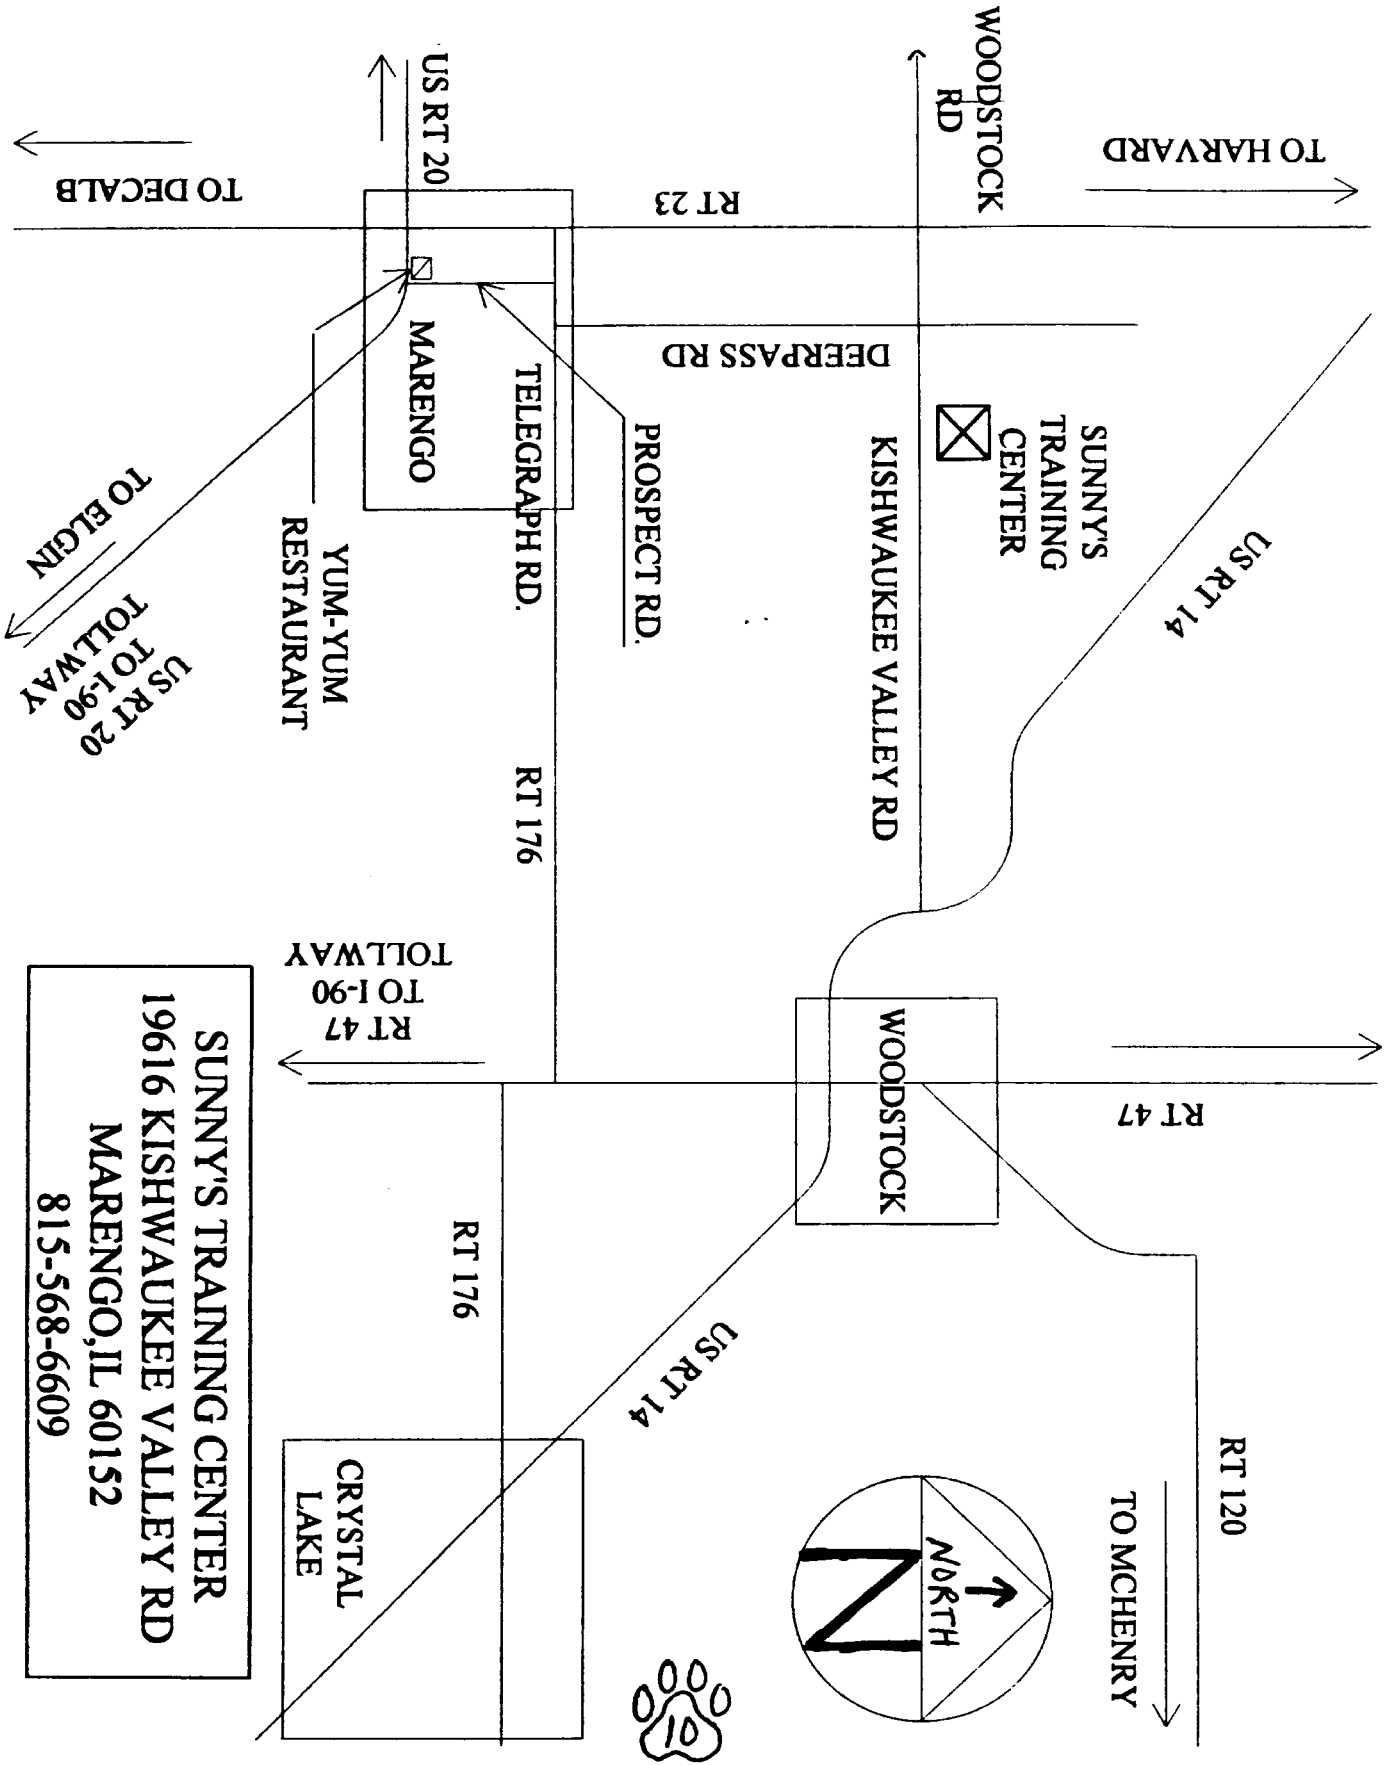 WOODSTOCK
RD
TO HARVARD
US RT 20
TO DECALB
RT 23
DEERPASS RD
MARENGO
TELEGRAPH RD.
PROSPECT RD.
KISHWAUKEE VALLEY RD
SUNNY'S
TRAINING
CENTER
US RT 14
TO ELGIN
US RT 20
TO I-90
TOLLWAY
YUM-YUM
RESTAURANT
RT 176
RT 47
TO I-90
TOLLWAY
WOODSTOCK
RT 47
RT 176
US RT 14
RT 120
TO MCHENRY
CRYSTAL
LAKE
NORTH
N
10
SUNNY'S TRAINING CENTER
19616 KISHWAUKEE VALLEY RD
MARENGO,IL 60152
815-568-6609